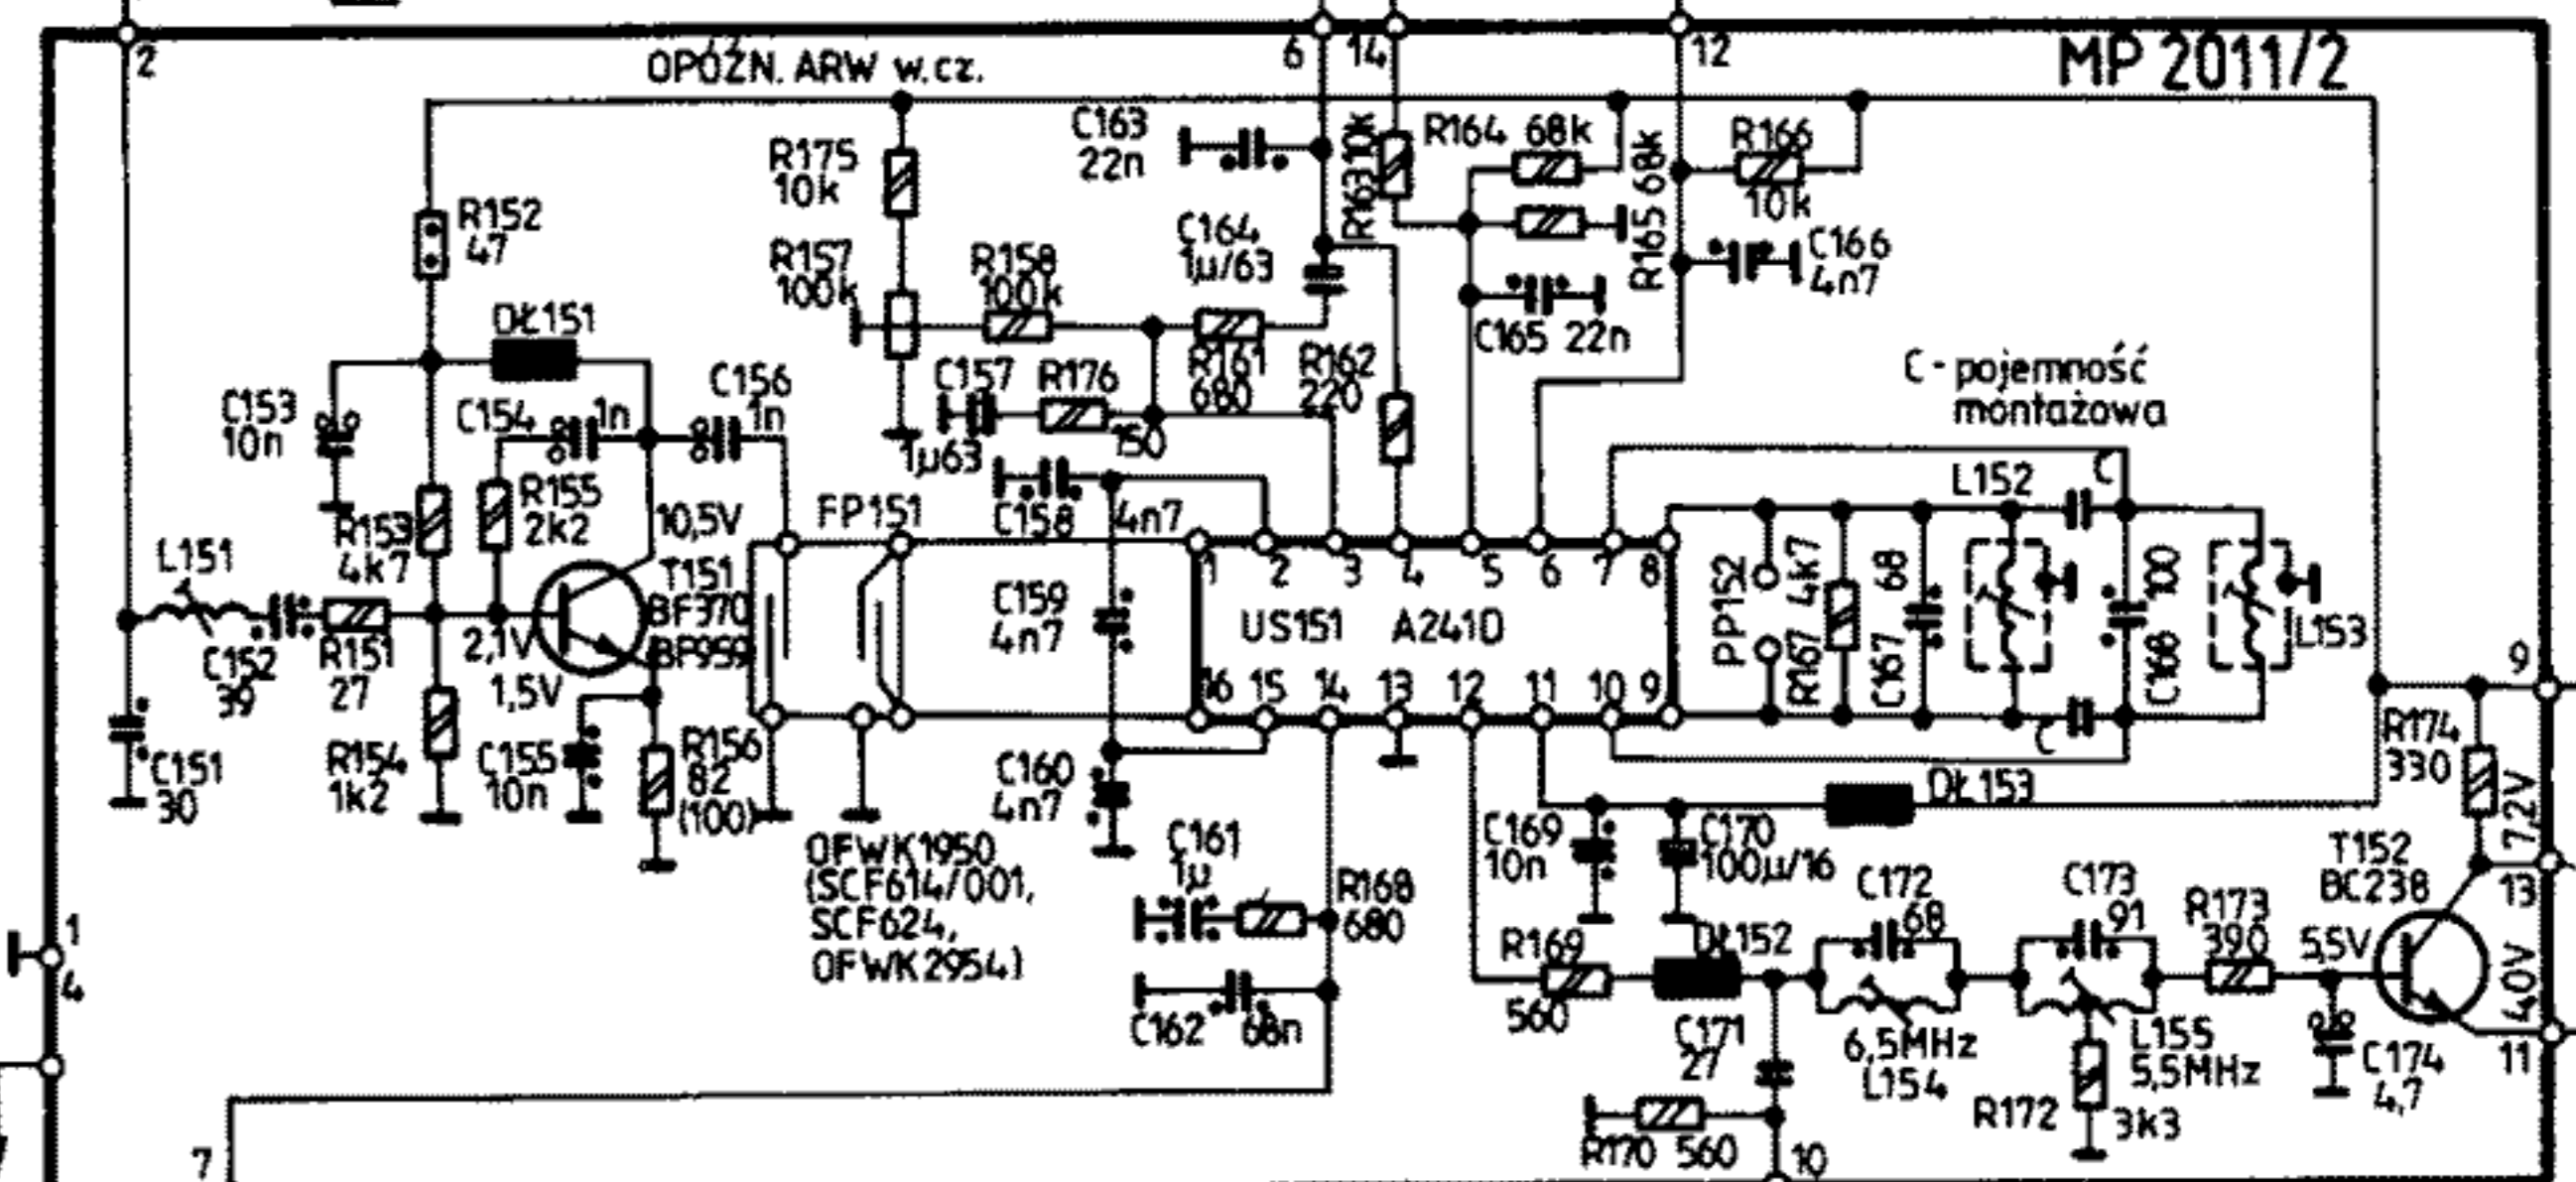 2
OPÓŹN. ARW w.cz.
6
14
12
MP 2011/2
C163
22n
R163 10k
R164 68k
R165 68k
R166
10k
R175
10k
R152
47
R157
100k
R158
100k
C164
1µ/63
C166
4n7
C165 22n
DŁ151
R161
680
R162
220
C157
1µ63
R176
150
C - pojemność
montażowa
C153
10n
C154
1n
C156
1n
R155
2k2
10,5V
FP151
C158
4n7
L152
C
R153
4k7
L151
T151
BF370
BF959
C159
4n7
1 2 3 4 5 6 7 8
US151 A2410
16 15 14 13 12 11 10 9
PP152
R167 4k7
C167 68
C168 100
L153
C
C152
39
R151
27
2,1V
1,5V
9
C151
30
R154
1k2
C155
10n
R156
82
(100)
C160
4n7
R174
330
DŁ153
7,2V
OFWK1950
(SCF614/001,
SCF624,
OFWK2954)
C161
1µ
R168
680
C169
10n
C170
100µ/16
T152
BC238
13
C172
68
C173
91
R173
390
5,5V
1
4
C162 68n
R169
560
DŁ152
4,0V
C171
27
6,5MHz
L154
L155
5,5MHz
C174
4,7
11
R172
3k3
R170 560
10
7